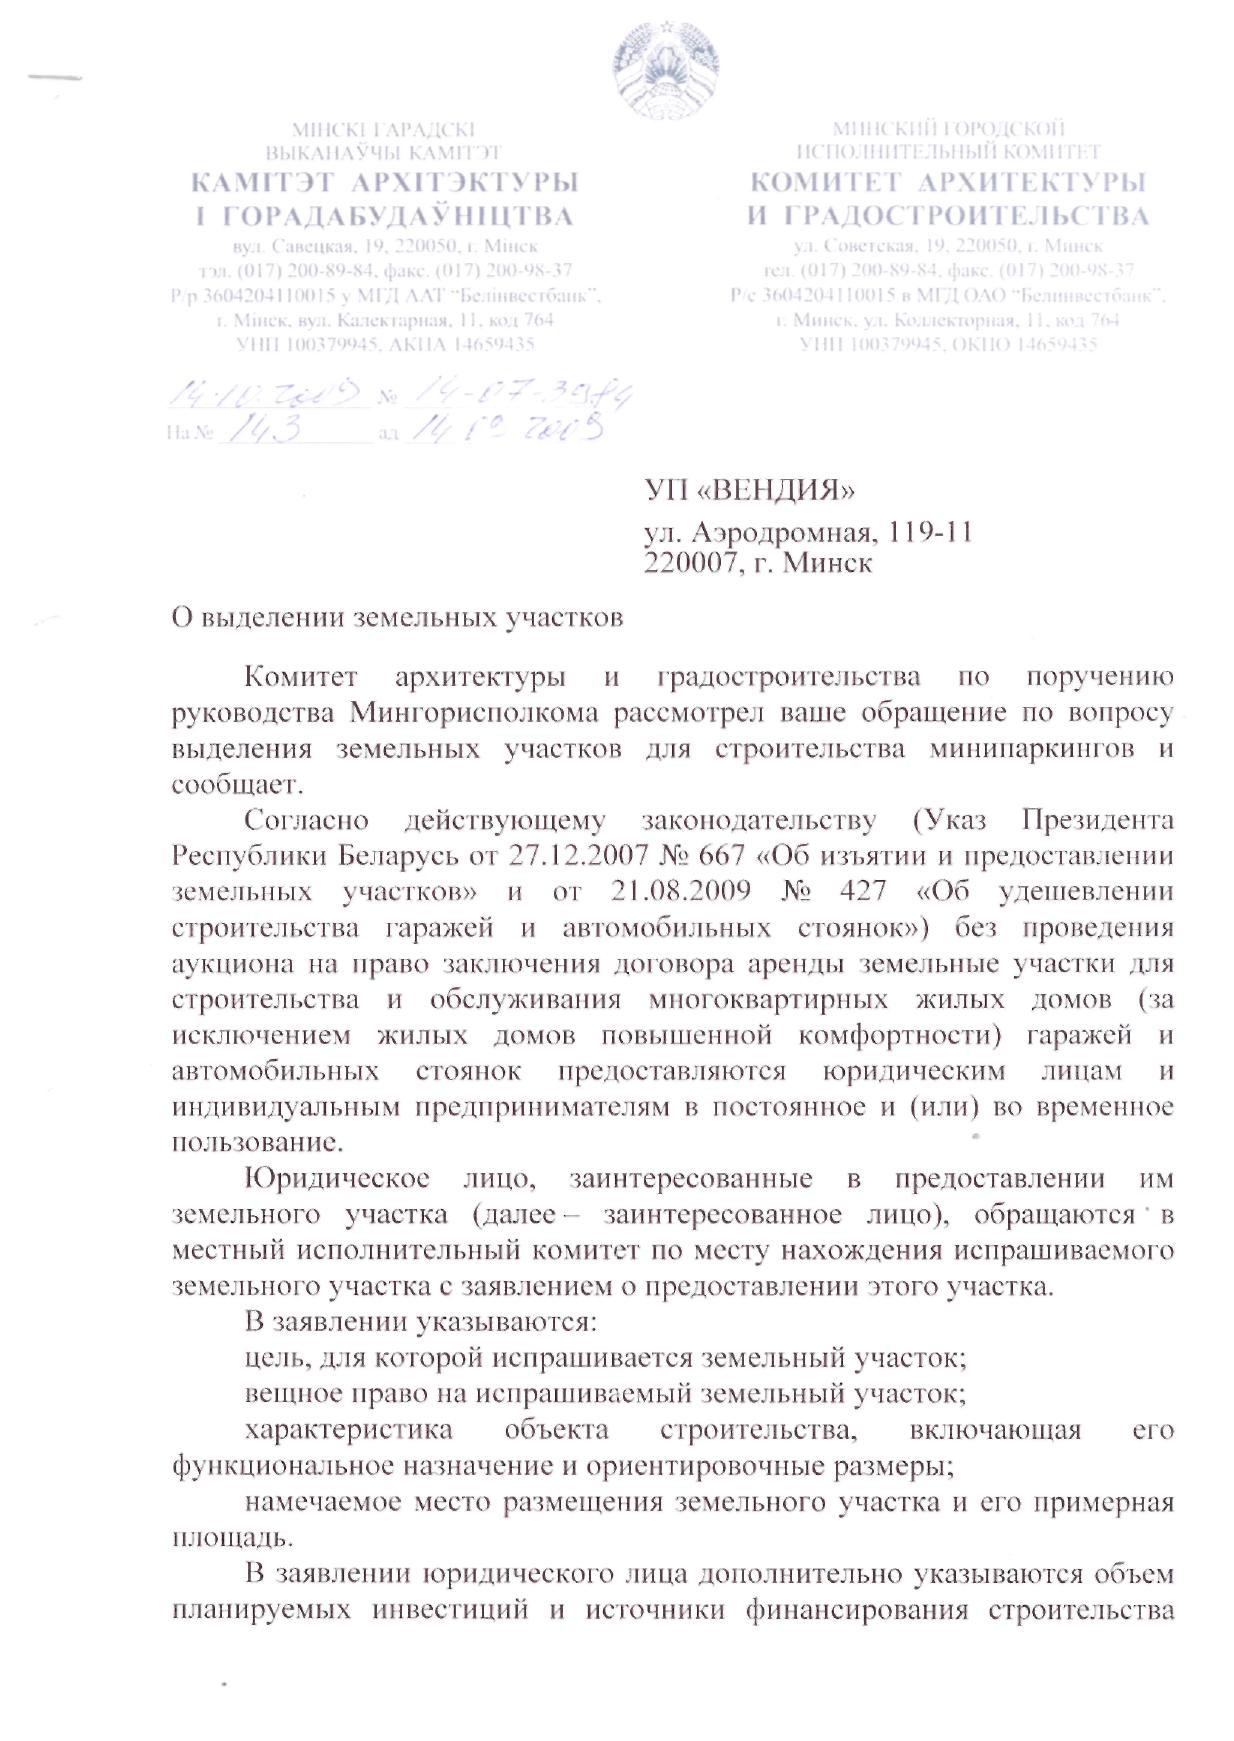 МІНСКІ ГАРАДСКІ
ВЫКАНАЎЧЫ КАМІТЭТ
КАМІТЭТ АРХІТЭКТУРЫ
І ГОРАДАБУДАЎНІЦТВА
вул. Савецкая, 19, 220050, г. Мінск
тэл. (017) 200-89-84, факс. (017) 200-98-37
Р/р 3604204110015 у МГД ААТ "Белінвестбанк",
г. Мінск, вул. Калектарная, 11, код 764
УНП 100379945, АКПА 14659435
МИНСКИЙ ГОРОДСКОЙ
ИСПОЛНИТЕЛЬНЫЙ КОМИТЕТ
КОМИТЕТ АРХИТЕКТУРЫ
И ГРАДОСТРОИТЕЛЬСТВА
ул. Советская, 19, 220050, г. Минск
тел. (017) 200-89-84, факс. (017) 200-98-37
Р/с 3604204110015 в МГД ОАО "Белинвестбанк",
г. Минск, ул. Коллекторная, 11, код 764
УНП 100379945, ОКПО 14659435
14.10.2009 № 14-07-3984
На № 143 ад 14 09 2009
УП «ВЕНДИЯ»
ул. Аэродромная, 119-11
220007, г. Минск
О выделении земельных участков
Комитет архитектуры и градостроительства по поручению
руководства Мингорисполкома рассмотрел ваше обращение по вопросу
выделения земельных участков для строительства минипаркингов и
сообщает.
Согласно действующему законодательству (Указ Президента
Республики Беларусь от 27.12.2007 № 667 «Об изъятии и предоставлении
земельных участков» и от 21.08.2009 № 427 «Об удешевлении
строительства гаражей и автомобильных стоянок») без проведения
аукциона на право заключения договора аренды земельные участки для
строительства и обслуживания многоквартирных жилых домов (за
исключением жилых домов повышенной комфортности) гаражей и
автомобильных стоянок предоставляются юридическим лицам и
индивидуальным предпринимателям в постоянное и (или) во временное
пользование.
Юридическое лицо, заинтересованные в предоставлении им
земельного участка (далее – заинтересованное лицо), обращаются в
местный исполнительный комитет по месту нахождения испрашиваемого
земельного участка с заявлением о предоставлении этого участка.
В заявлении указываются:
цель, для которой испрашивается земельный участок;
вещное право на испрашиваемый земельный участок;
характеристика объекта строительства, включающая его
функциональное назначение и ориентировочные размеры;
намечаемое место размещения земельного участка и его примерная
площадь.
В заявлении юридического лица дополнительно указываются объем
планируемых инвестиций и источники финансирования строительства